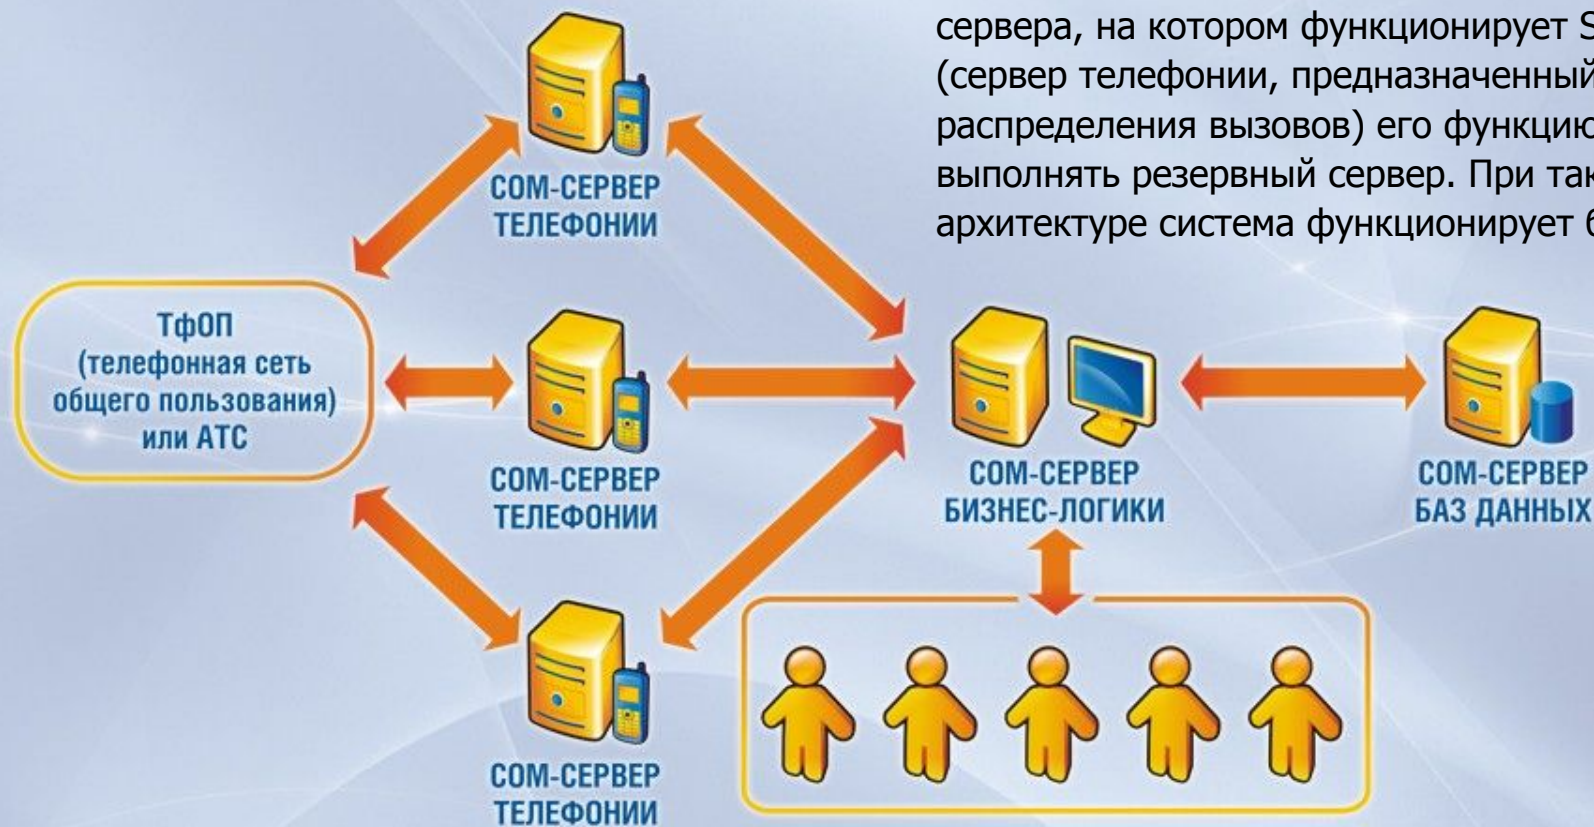 сервера, на котором функционирует
(сервер телефонии, предназначенный
распределения вызовов) его функцию
выполнять резервный сервер. При
архитектуре система функционирует
COM-СЕРВЕР
ТЕЛЕФОНИИ
ТфОП
(телефонная сеть
общего пользования)
или АТС
COM-СЕРВЕР
ТЕЛЕФОНИИ
COM-СЕРВЕР
БИЗНЕС-ЛОГИКИ
COM-СЕРВЕР
БАЗ ДАННЫХ
COM-СЕРВЕР
ТЕЛЕФОНИИ